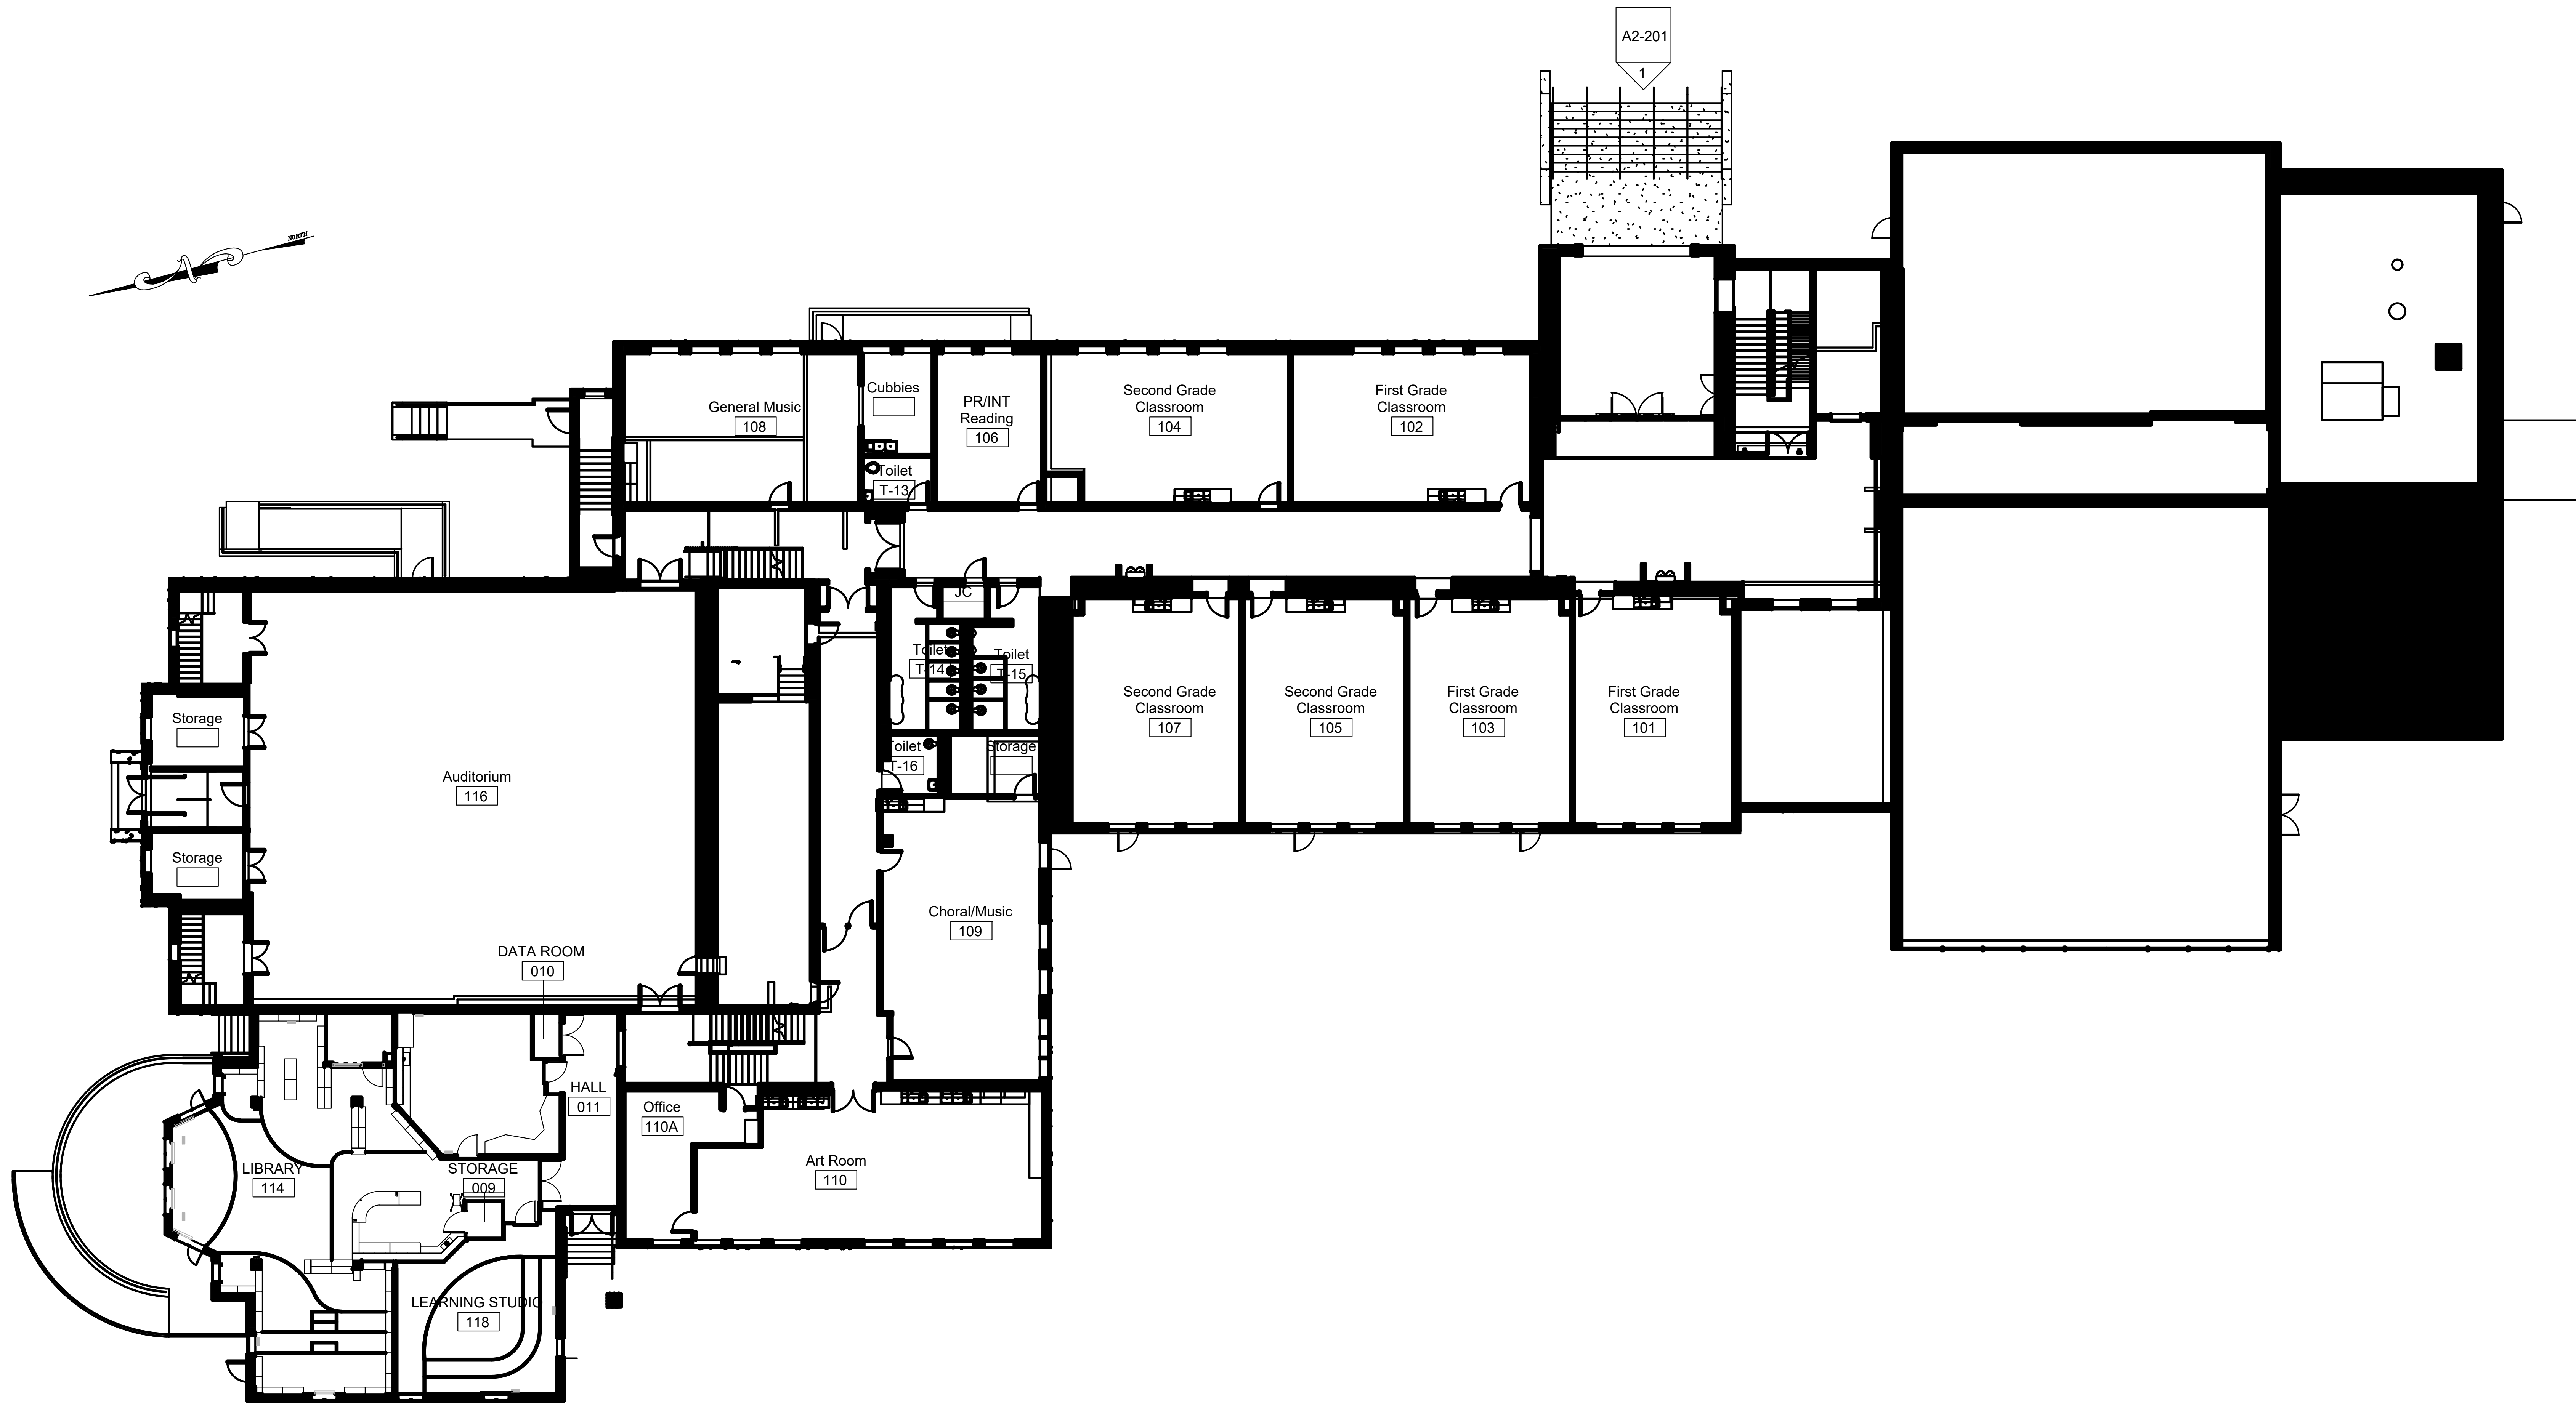 A2-201
1
NORTH
Cubbies
General Music
108
PR/INT
Reading
106
Second Grade
Classroom
104
First Grade
Classroom
102
Toilet
T-13
JC
Toilet
T-14
Toilet
T-15
Second Grade
Classroom
107
Second Grade
Classroom
105
First Grade
Classroom
103
First Grade
Classroom
101
Storage
Toilet
T-16
Storage
Auditorium
116
Storage
Choral/Music
109
DATA ROOM
010
HALL
011
Office
110A
Art Room
110
LIBRARY
114
STORAGE
009
LEARNING STUDIO
118